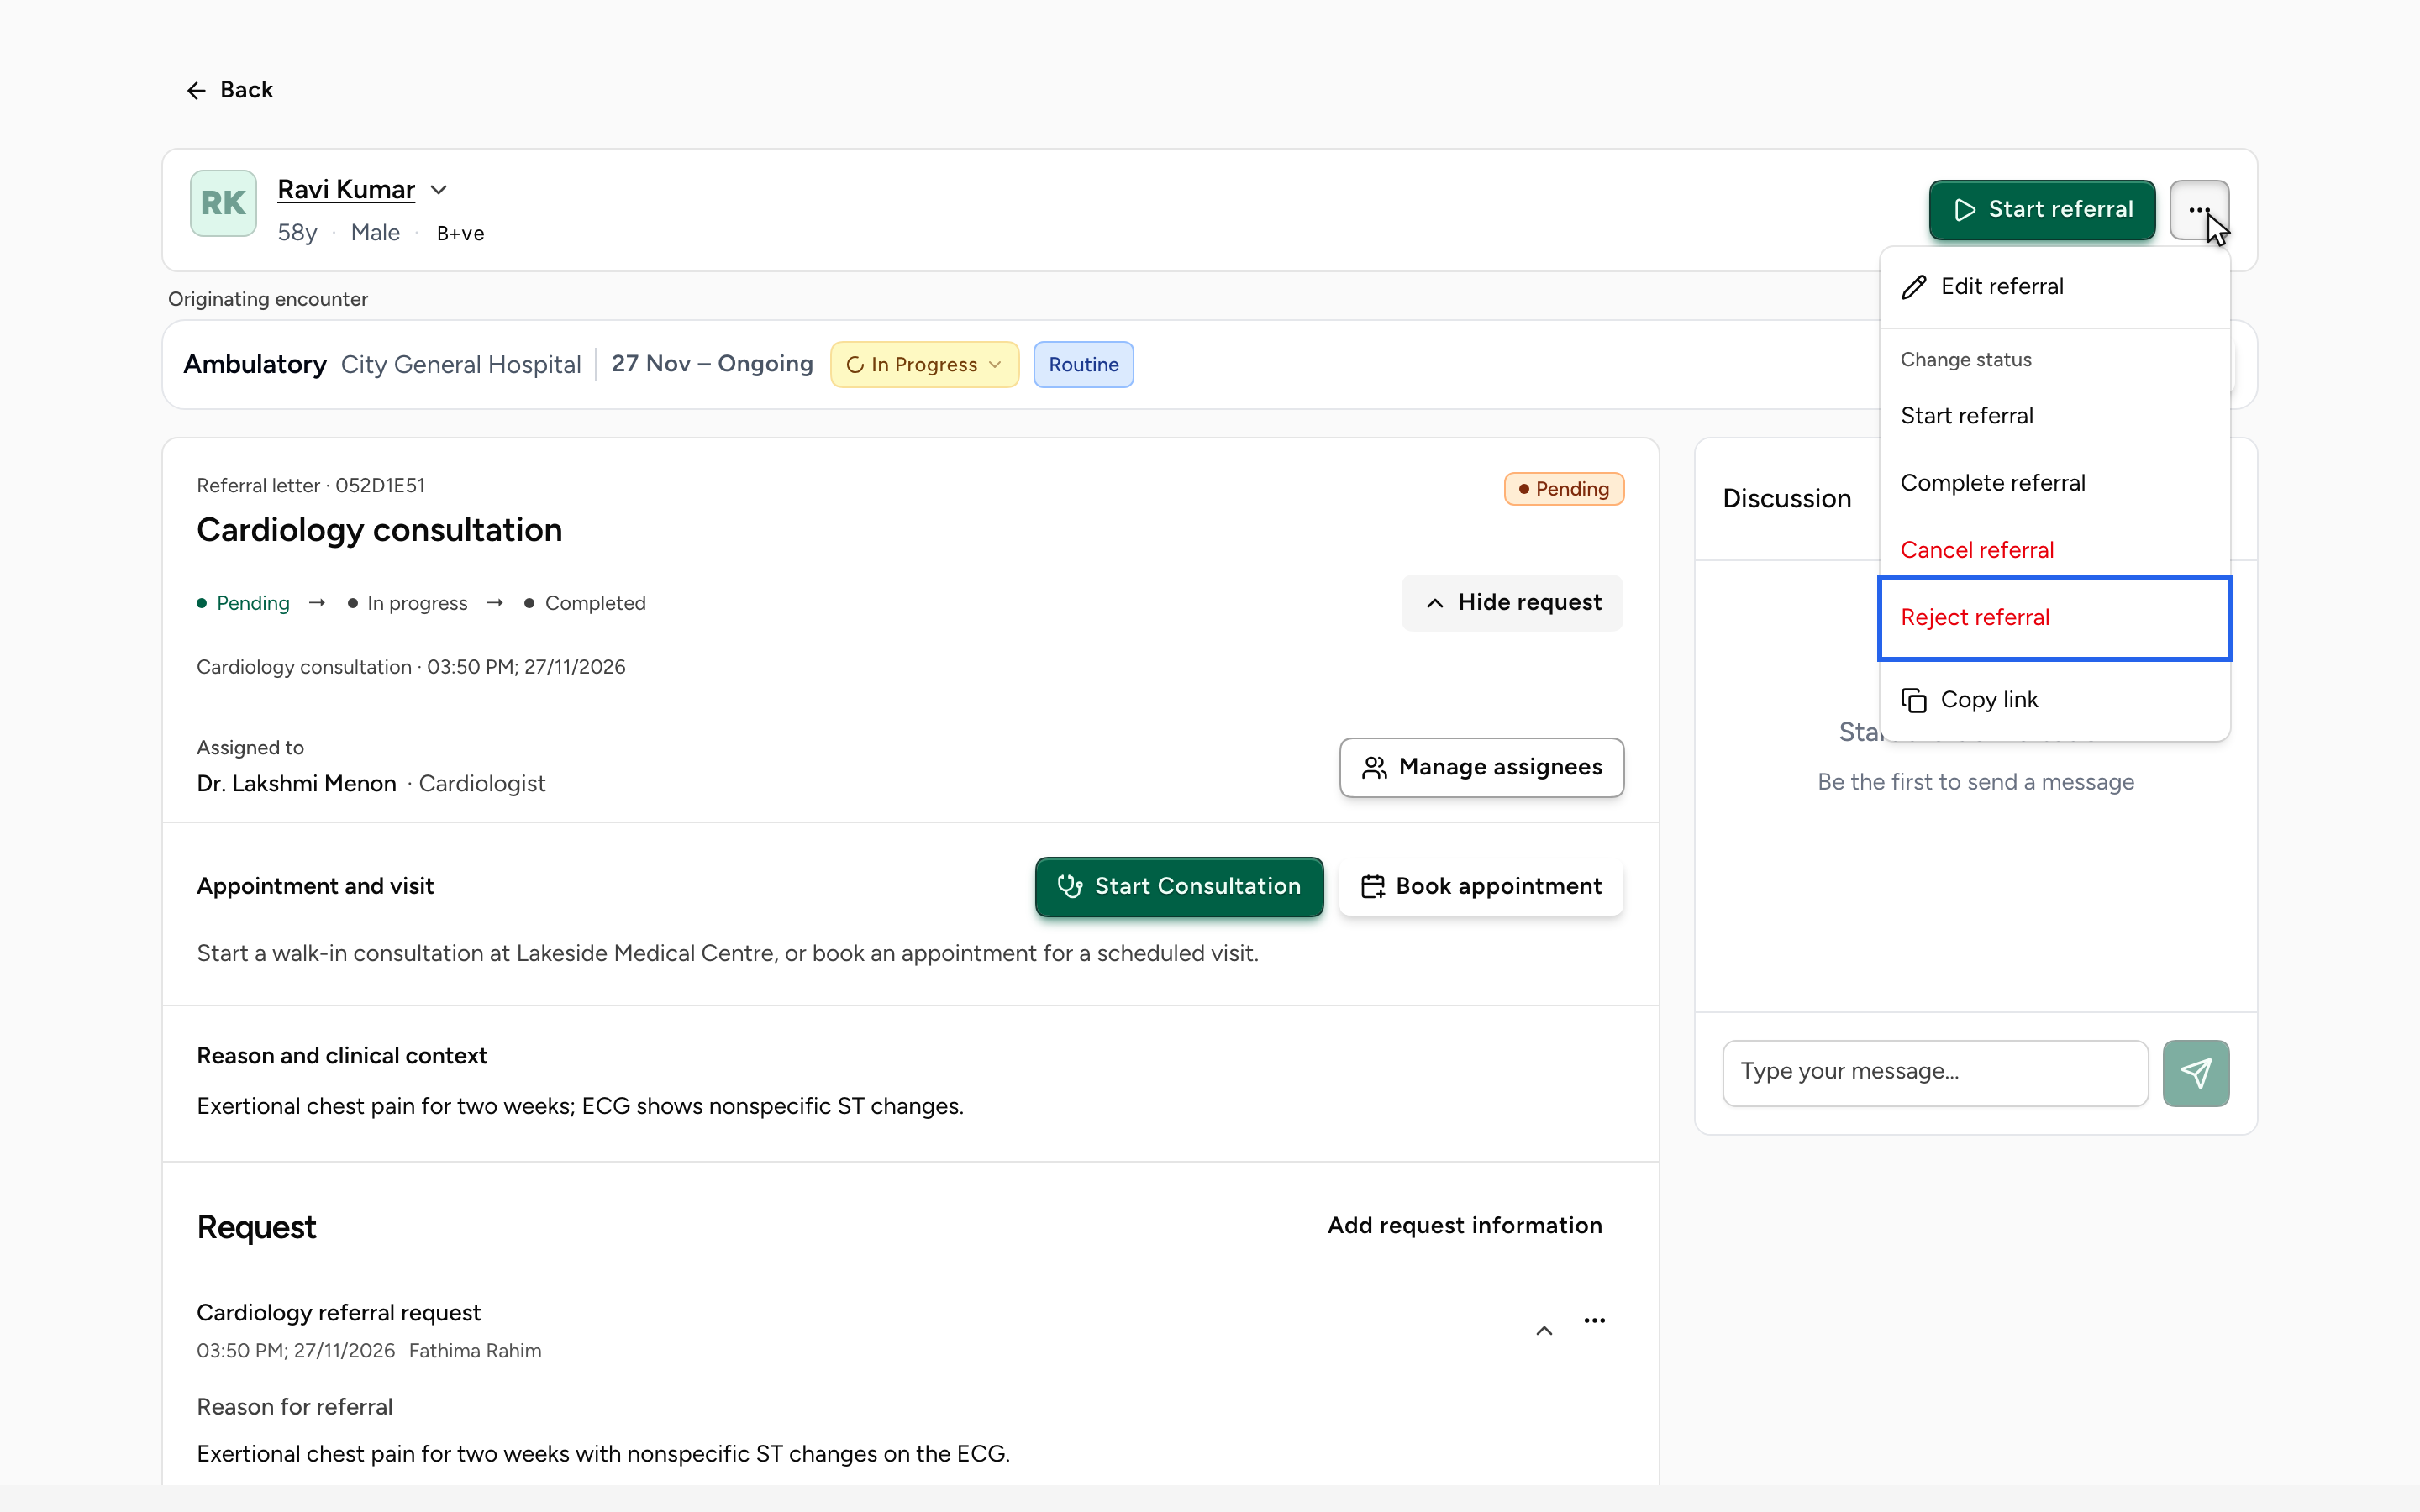 Back
RK
Ravi Kumar
58y · Male · B+ve
Start referral
...
Edit referral
Change status
Start referral
Complete referral
Cancel referral
Reject referral
Copy link
Originating encounter
Ambulatory City General Hospital 27 Nov – Ongoing In Progress Routine
Referral letter · 052D1E51
Pending
Cardiology consultation
Pending → In progress → Completed
Hide request
Cardiology consultation · 03:50 PM; 27/11/2026
Assigned to
Dr. Lakshmi Menon · Cardiologist
Manage assignees
Appointment and visit
Start Consultation
Book appointment
Start a walk-in consultation at Lakeside Medical Centre, or book an appointment for a scheduled visit.
Reason and clinical context
Exertional chest pain for two weeks; ECG shows nonspecific ST changes.
Request
Add request information
Cardiology referral request
03:50 PM; 27/11/2026 Fathima Rahim
Reason for referral
Exertional chest pain for two weeks with nonspecific ST changes on the ECG.
Discussion
Be the first to send a message
Type your message...